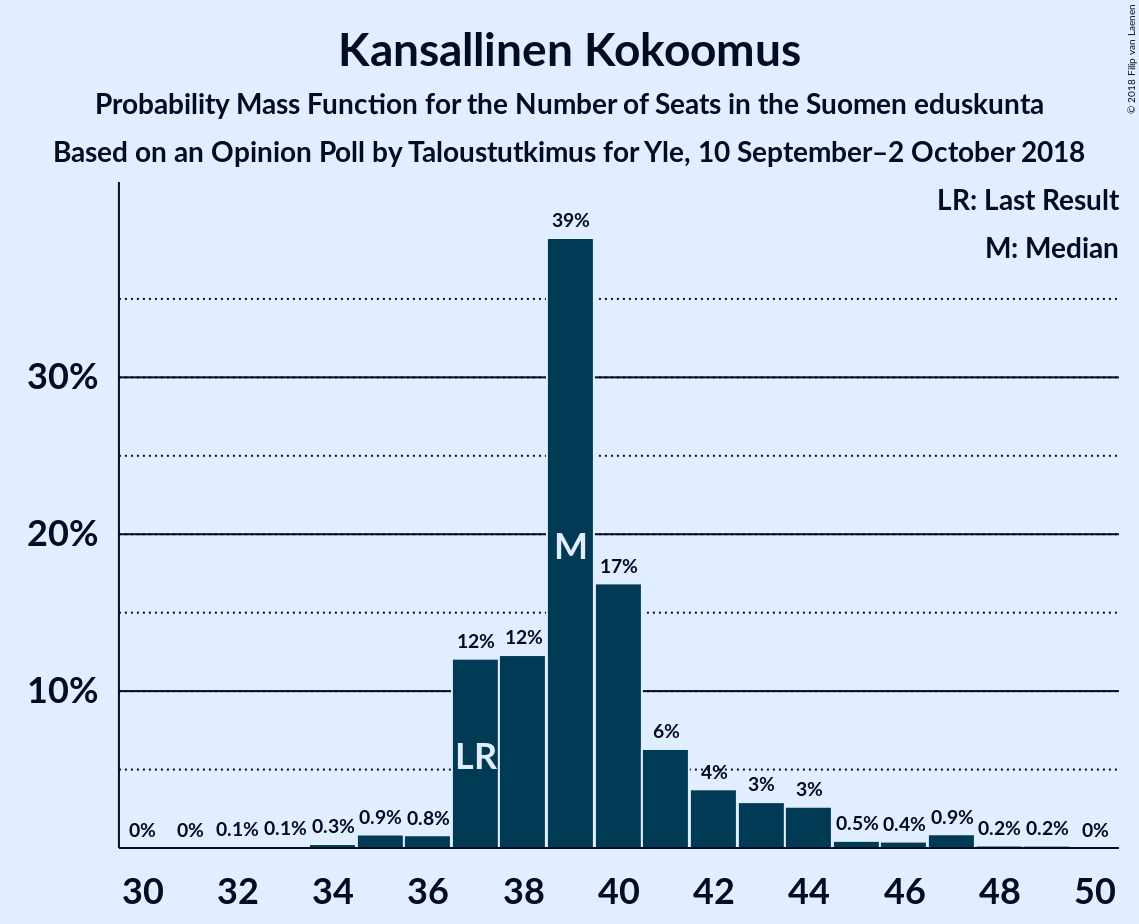 © 2018 Filip van Laenen
Kansallinen Kokoomus
Probability Mass Function for the Number of Seats in the Suomen eduskunta
Based on an Opinion Poll by Taloustutkimus for Yle, 10 September–2 October 2018
LR: Last Result
M: Median
30%
20%
10%
0%
0%
0.1%
0.1%
0.3%
0.9%
0.8%
12%
12%
39%
17%
6%
4%
3%
3%
0.5%
0.4%
0.9%
0.2%
0.2%
0%
LR
M
30 32 34 36 38 40 42 44 46 48 50